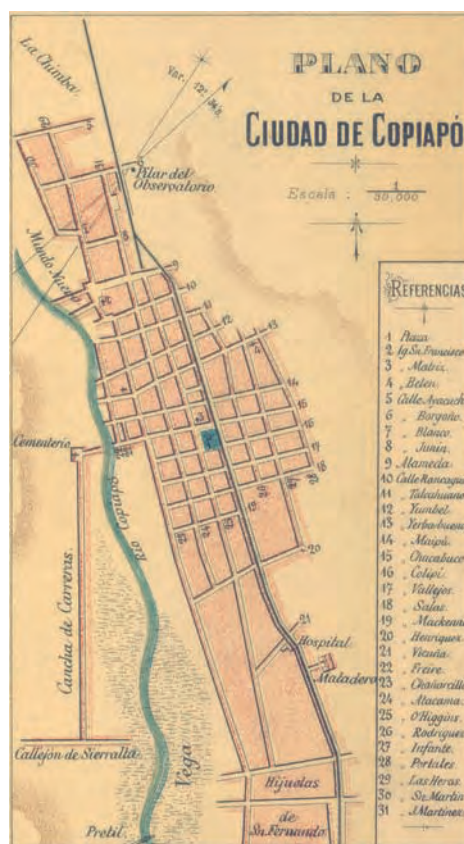 PLANO
DE LA
CIUDAD DE COPIAPÓ
Escala : 1/30,000
La Chimba.
Var. 12°
Pilar del
Observatorio
Mundo Nuevo
Cementerio
Rio Copiapó
Cancha de Carreras.
Callejón de Sierralta
Pretil
Vega
Hospital
Matadero
Hijuelas
de
Sn. Fernando
REFERENCIAS
1 Plaza
2 Ig. Sn. Francisco
3 " Matriz
4 " Belen
5 Calle Ayacucho
6 " Borgoño
7 " Blanco
8 " Junin
9 Alameda
10 Calle Rancagua
11 " Talcahuano
12 " Yumbel
13 " Yerbabuena
14 " Maipú
15 " Chacabuco
16 " Colipí
17 " Vallejos
18 " Salas
19 " Mackenna
20 " Henriquez
21 " Vicuña
22 " Freire
23 " Chañarcillo
24 " Atacama
25 " O'Higgins
26 " Rodriguez
27 " Infante
28 " Portales
29 " Las Heras
30 " Sn. Martin
31 " J. Martinez